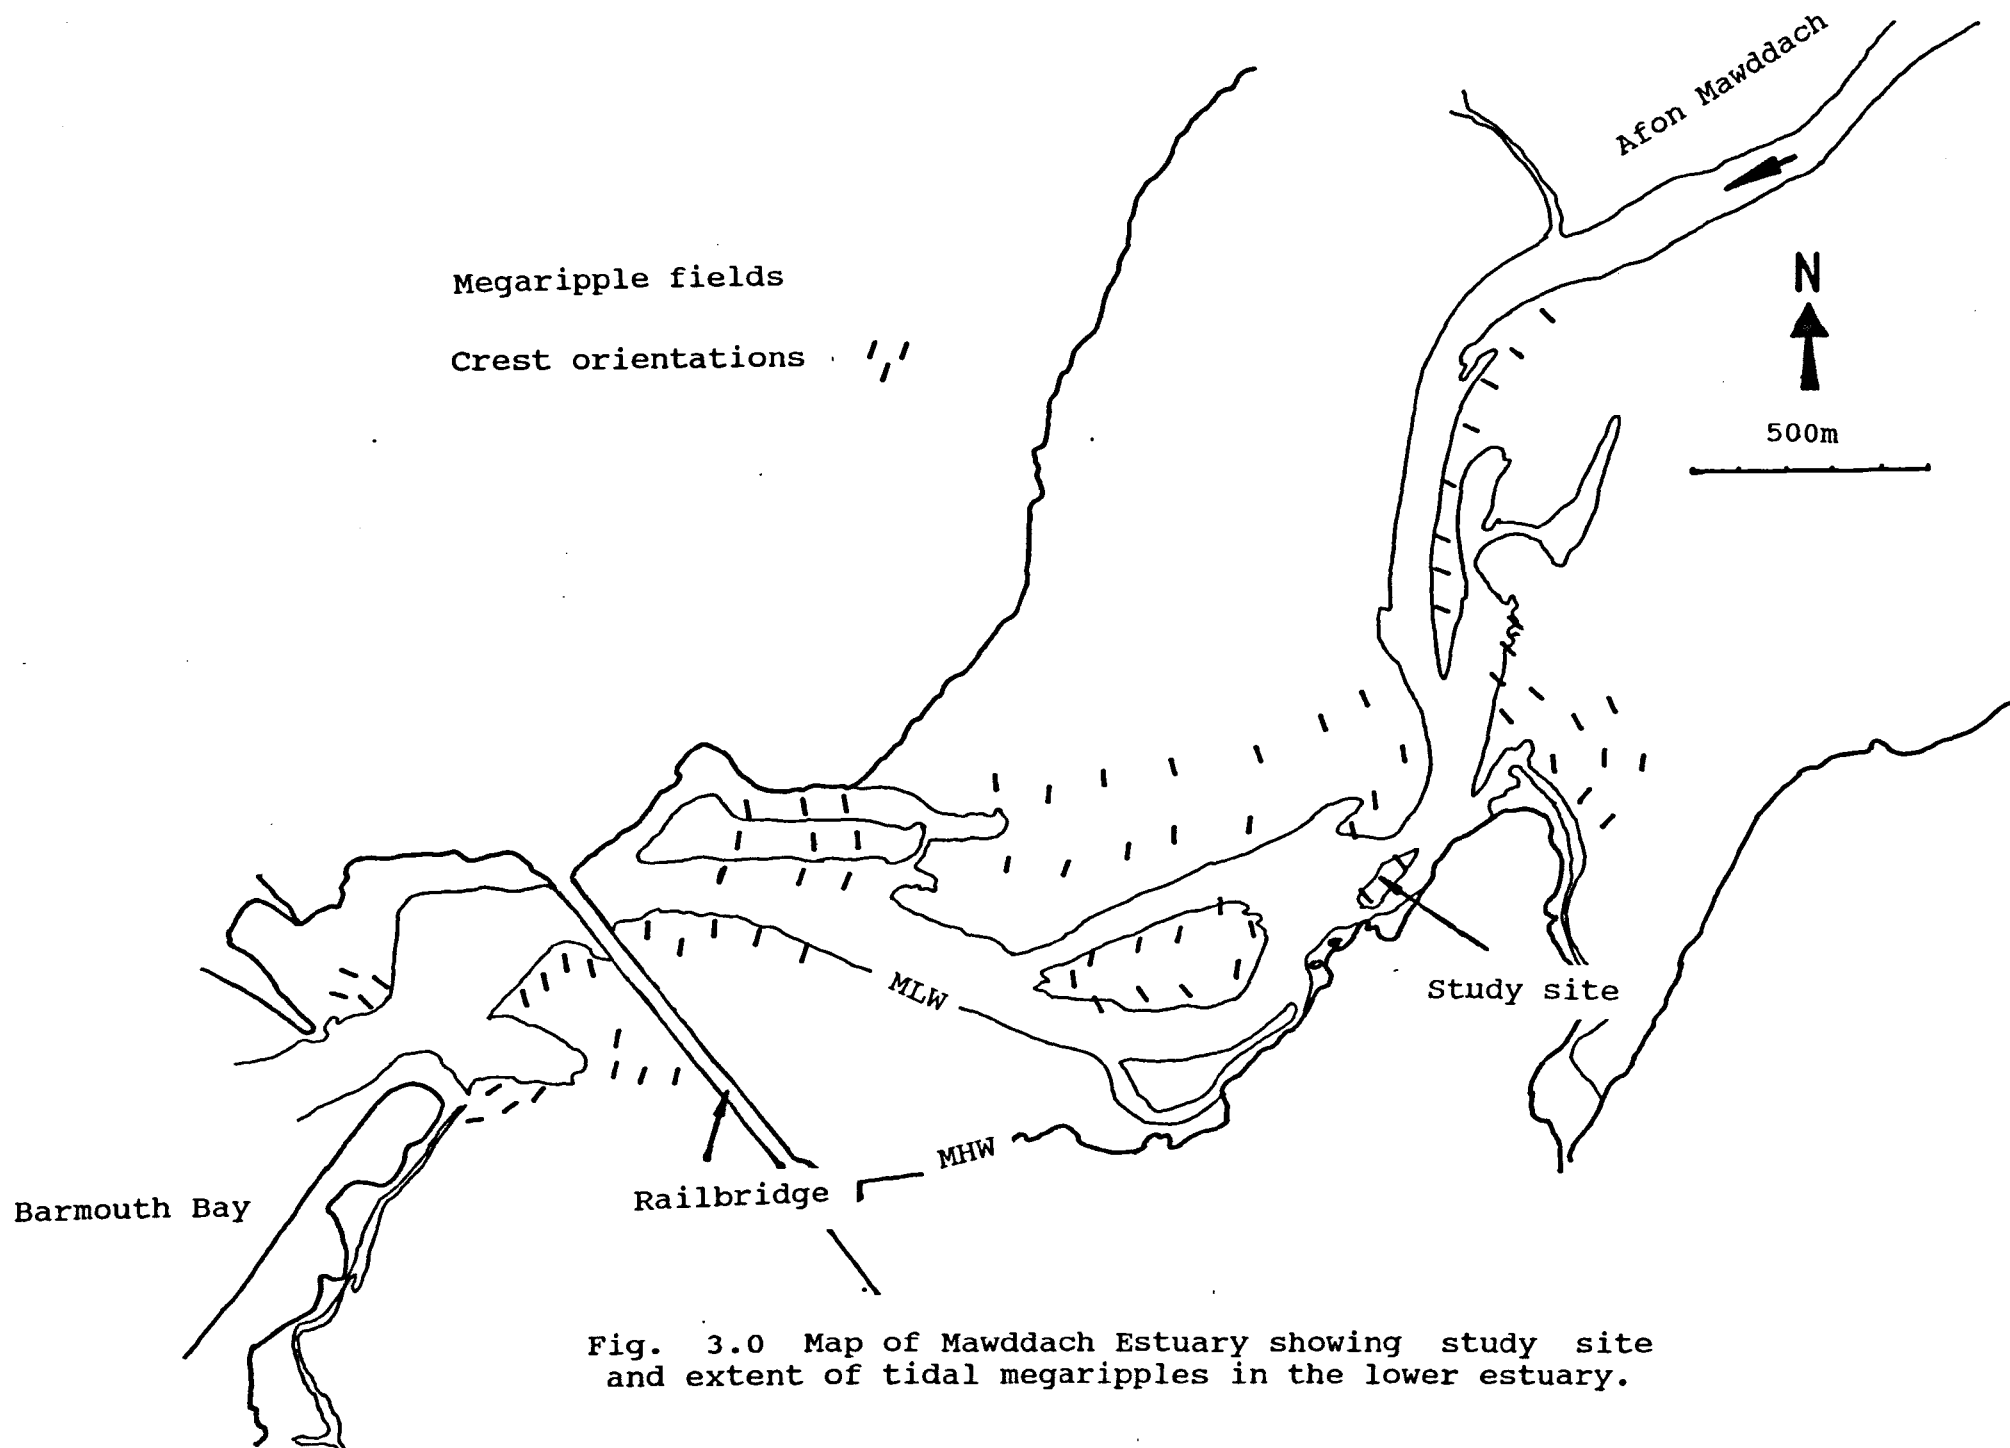 Afon Mawddach
Megaripple fields
N
Crest orientations
500m
MLW
Study site
MHW
Railbridge
Barmouth Bay
Fig. 3.0 Map of Mawddach Estuary showing study site
and extent of tidal megaripples in the lower estuary.